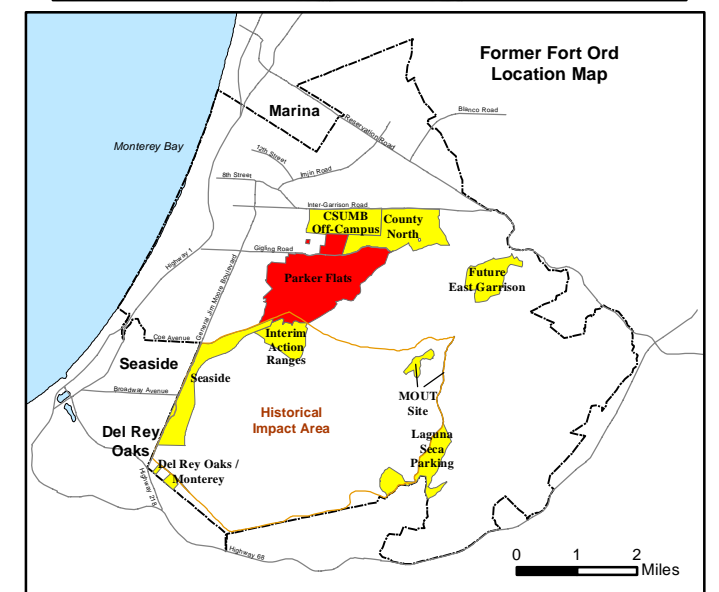 Former Fort Ord
Location Map
Marina
Blanco Road
Reservation Road
Monterey Bay
12th Street
Imjin Road
8th Street
Inter-Garrison Road
CSUMB
Off-Campus
County
North
Gigling Road
Highway 1
General Jim Moore Boulevard
Parker Flats
Future
East Garrison
Coe Avenue
Interim
Action
Ranges
Seaside
Seaside
Broadway Avenue
MOUT
Site
Historical
Impact Area
Del Rey
Oaks
Laguna
Seca
Parking
Del Rey Oaks /
Monterey
Highway 218
Highway 68
0 1 2
Miles